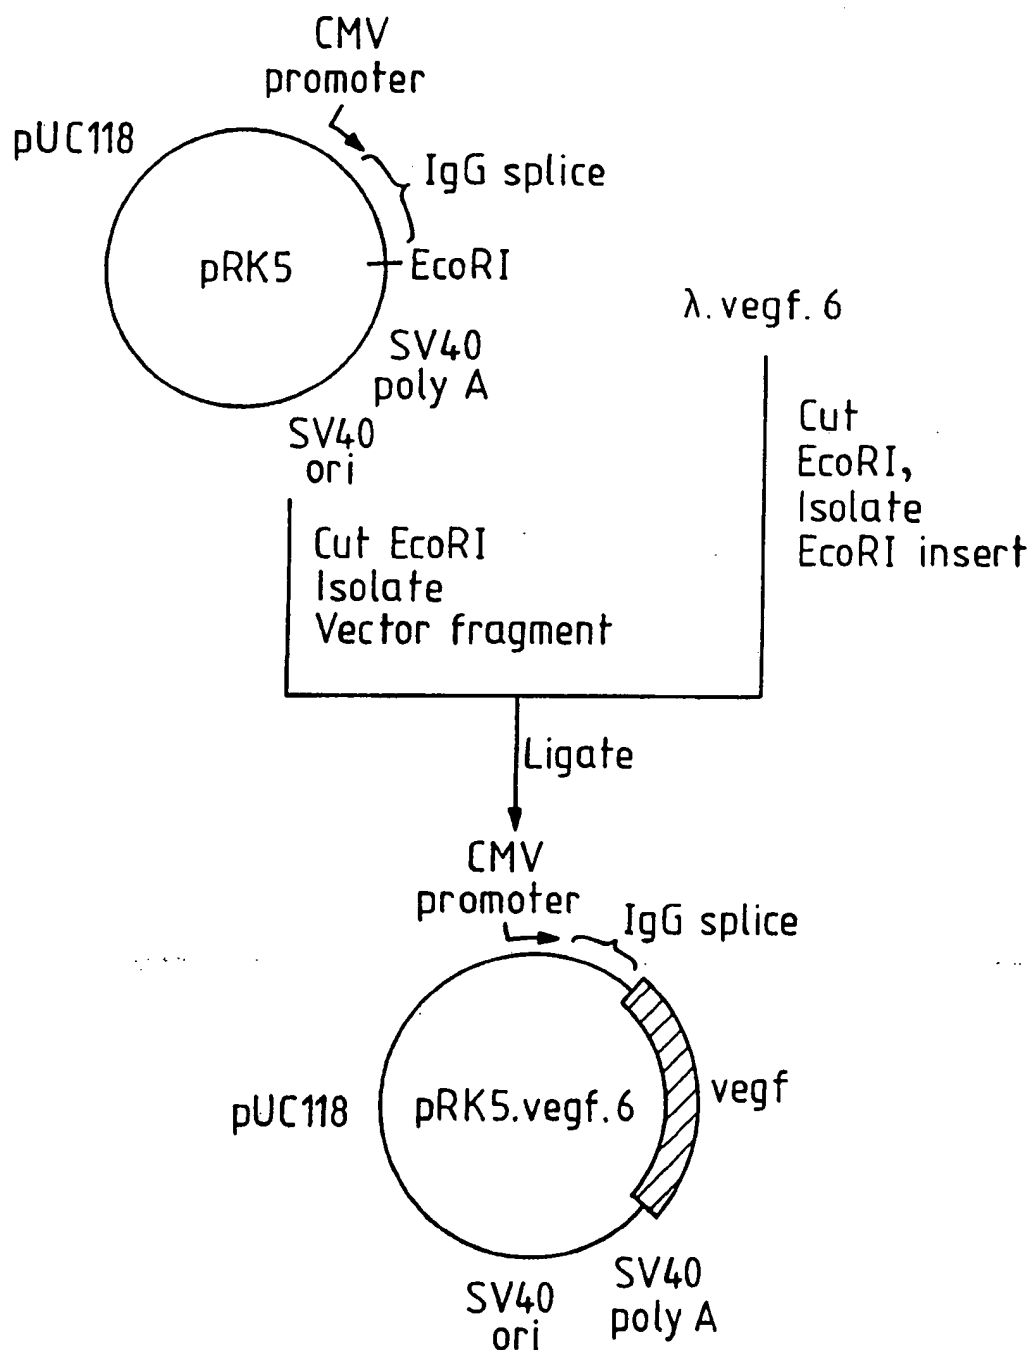 CMV
promoter
pUC118
IgG splice
pRK5
EcoRI
SV40
poly A
SV40
ori
λ.vegf.6
Cut
EcoRI,
Isolate
EcoRI insert
Cut EcoRI
Isolate
Vector fragment
Ligate
CMV
promoter
IgG splice
vegf
pUC118
pRK5.vegf.6
SV40
poly A
SV40
ori